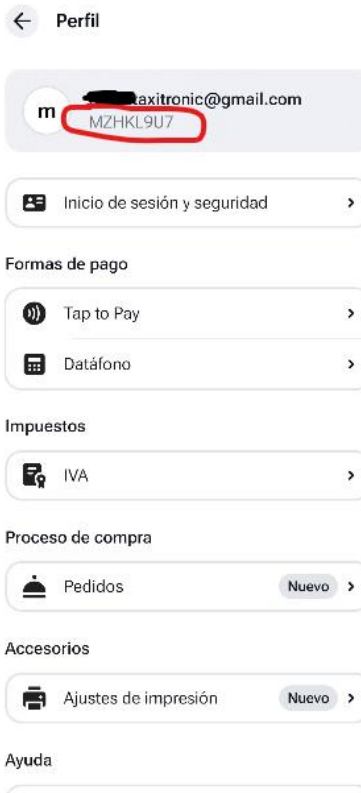 Perfil
m
taxitronic@gmail.com
MZHKL9U7
Inicio de sesión y seguridad
Formas de pago
Tap to Pay
Datáfono
Impuestos
IVA
Proceso de compra
Pedidos Nuevo
Accesorios
Ajustes de impresión Nuevo
Ayuda